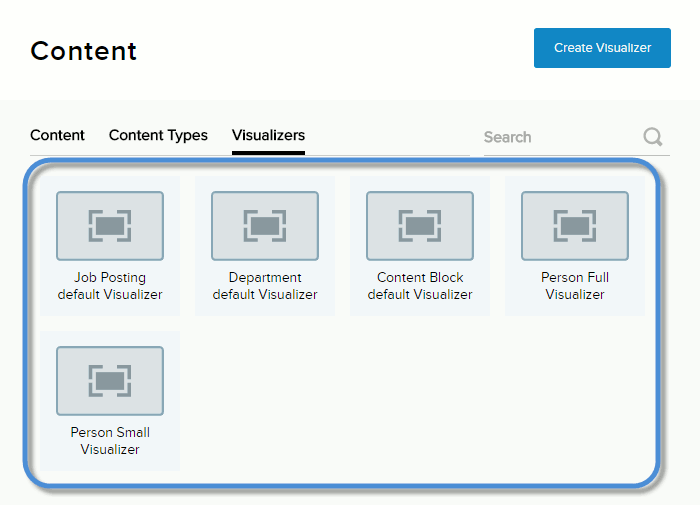 Content
Create Visualizer
Content Content Types Visualizers Search
Job Posting
default Visualizer
Department
default Visualizer
Content Block
default Visualizer
Person Full
Visualizer
Person Small
Visualizer